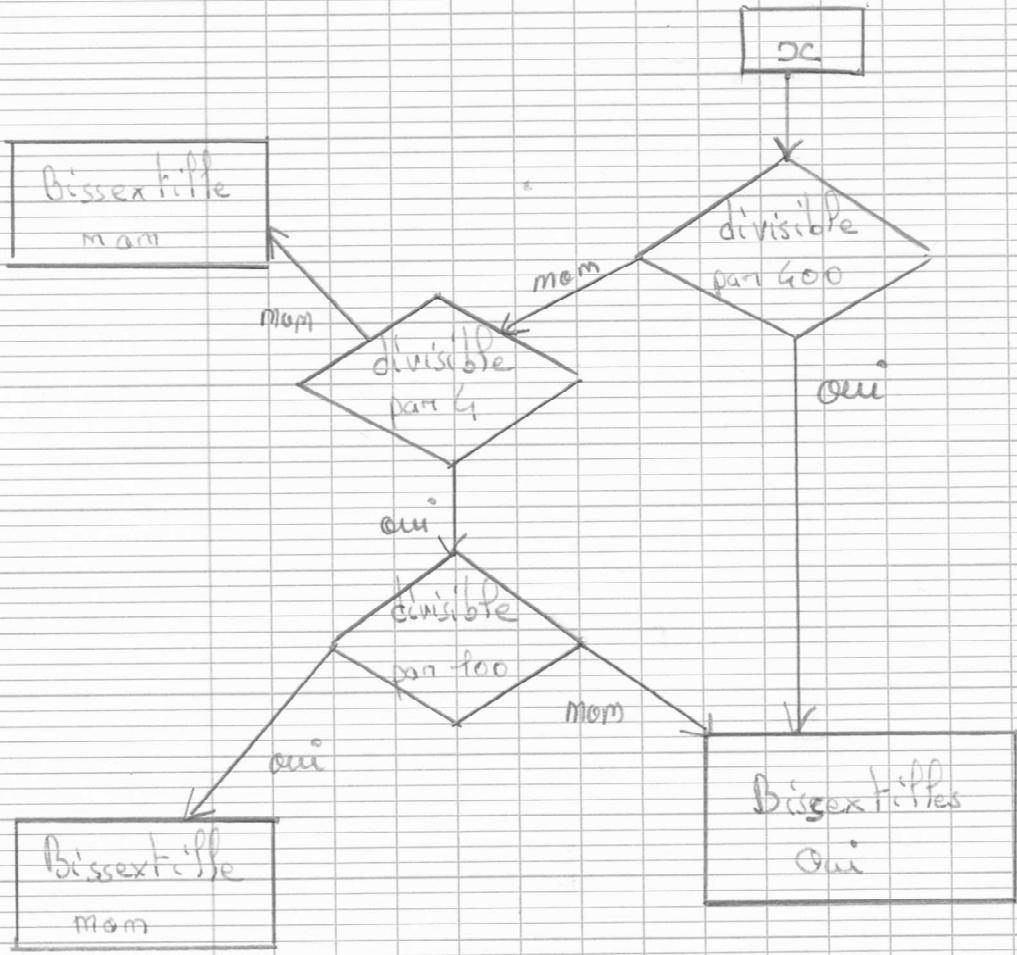 x
divisible
par 400
non
oui
Bissextille
non
non
divisible
par 4
oui
divisible
par 100
non
oui
Bissextilles
Oui
Bissextille
non